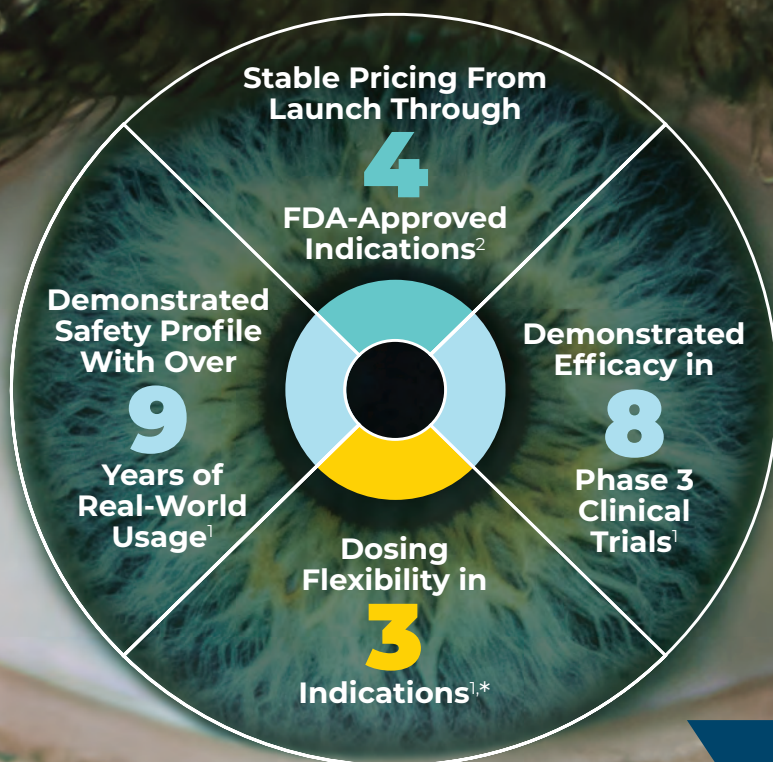 Stable Pricing From
Launch Through
4
FDA-Approved
Indications²
Demonstrated
Safety Profile
With Over
9
Years of
Real-World
Usage¹
Demonstrated
Efficacy in
8
Phase 3
Clinical
Trials¹
Dosing
Flexibility in
3
Indications¹,*